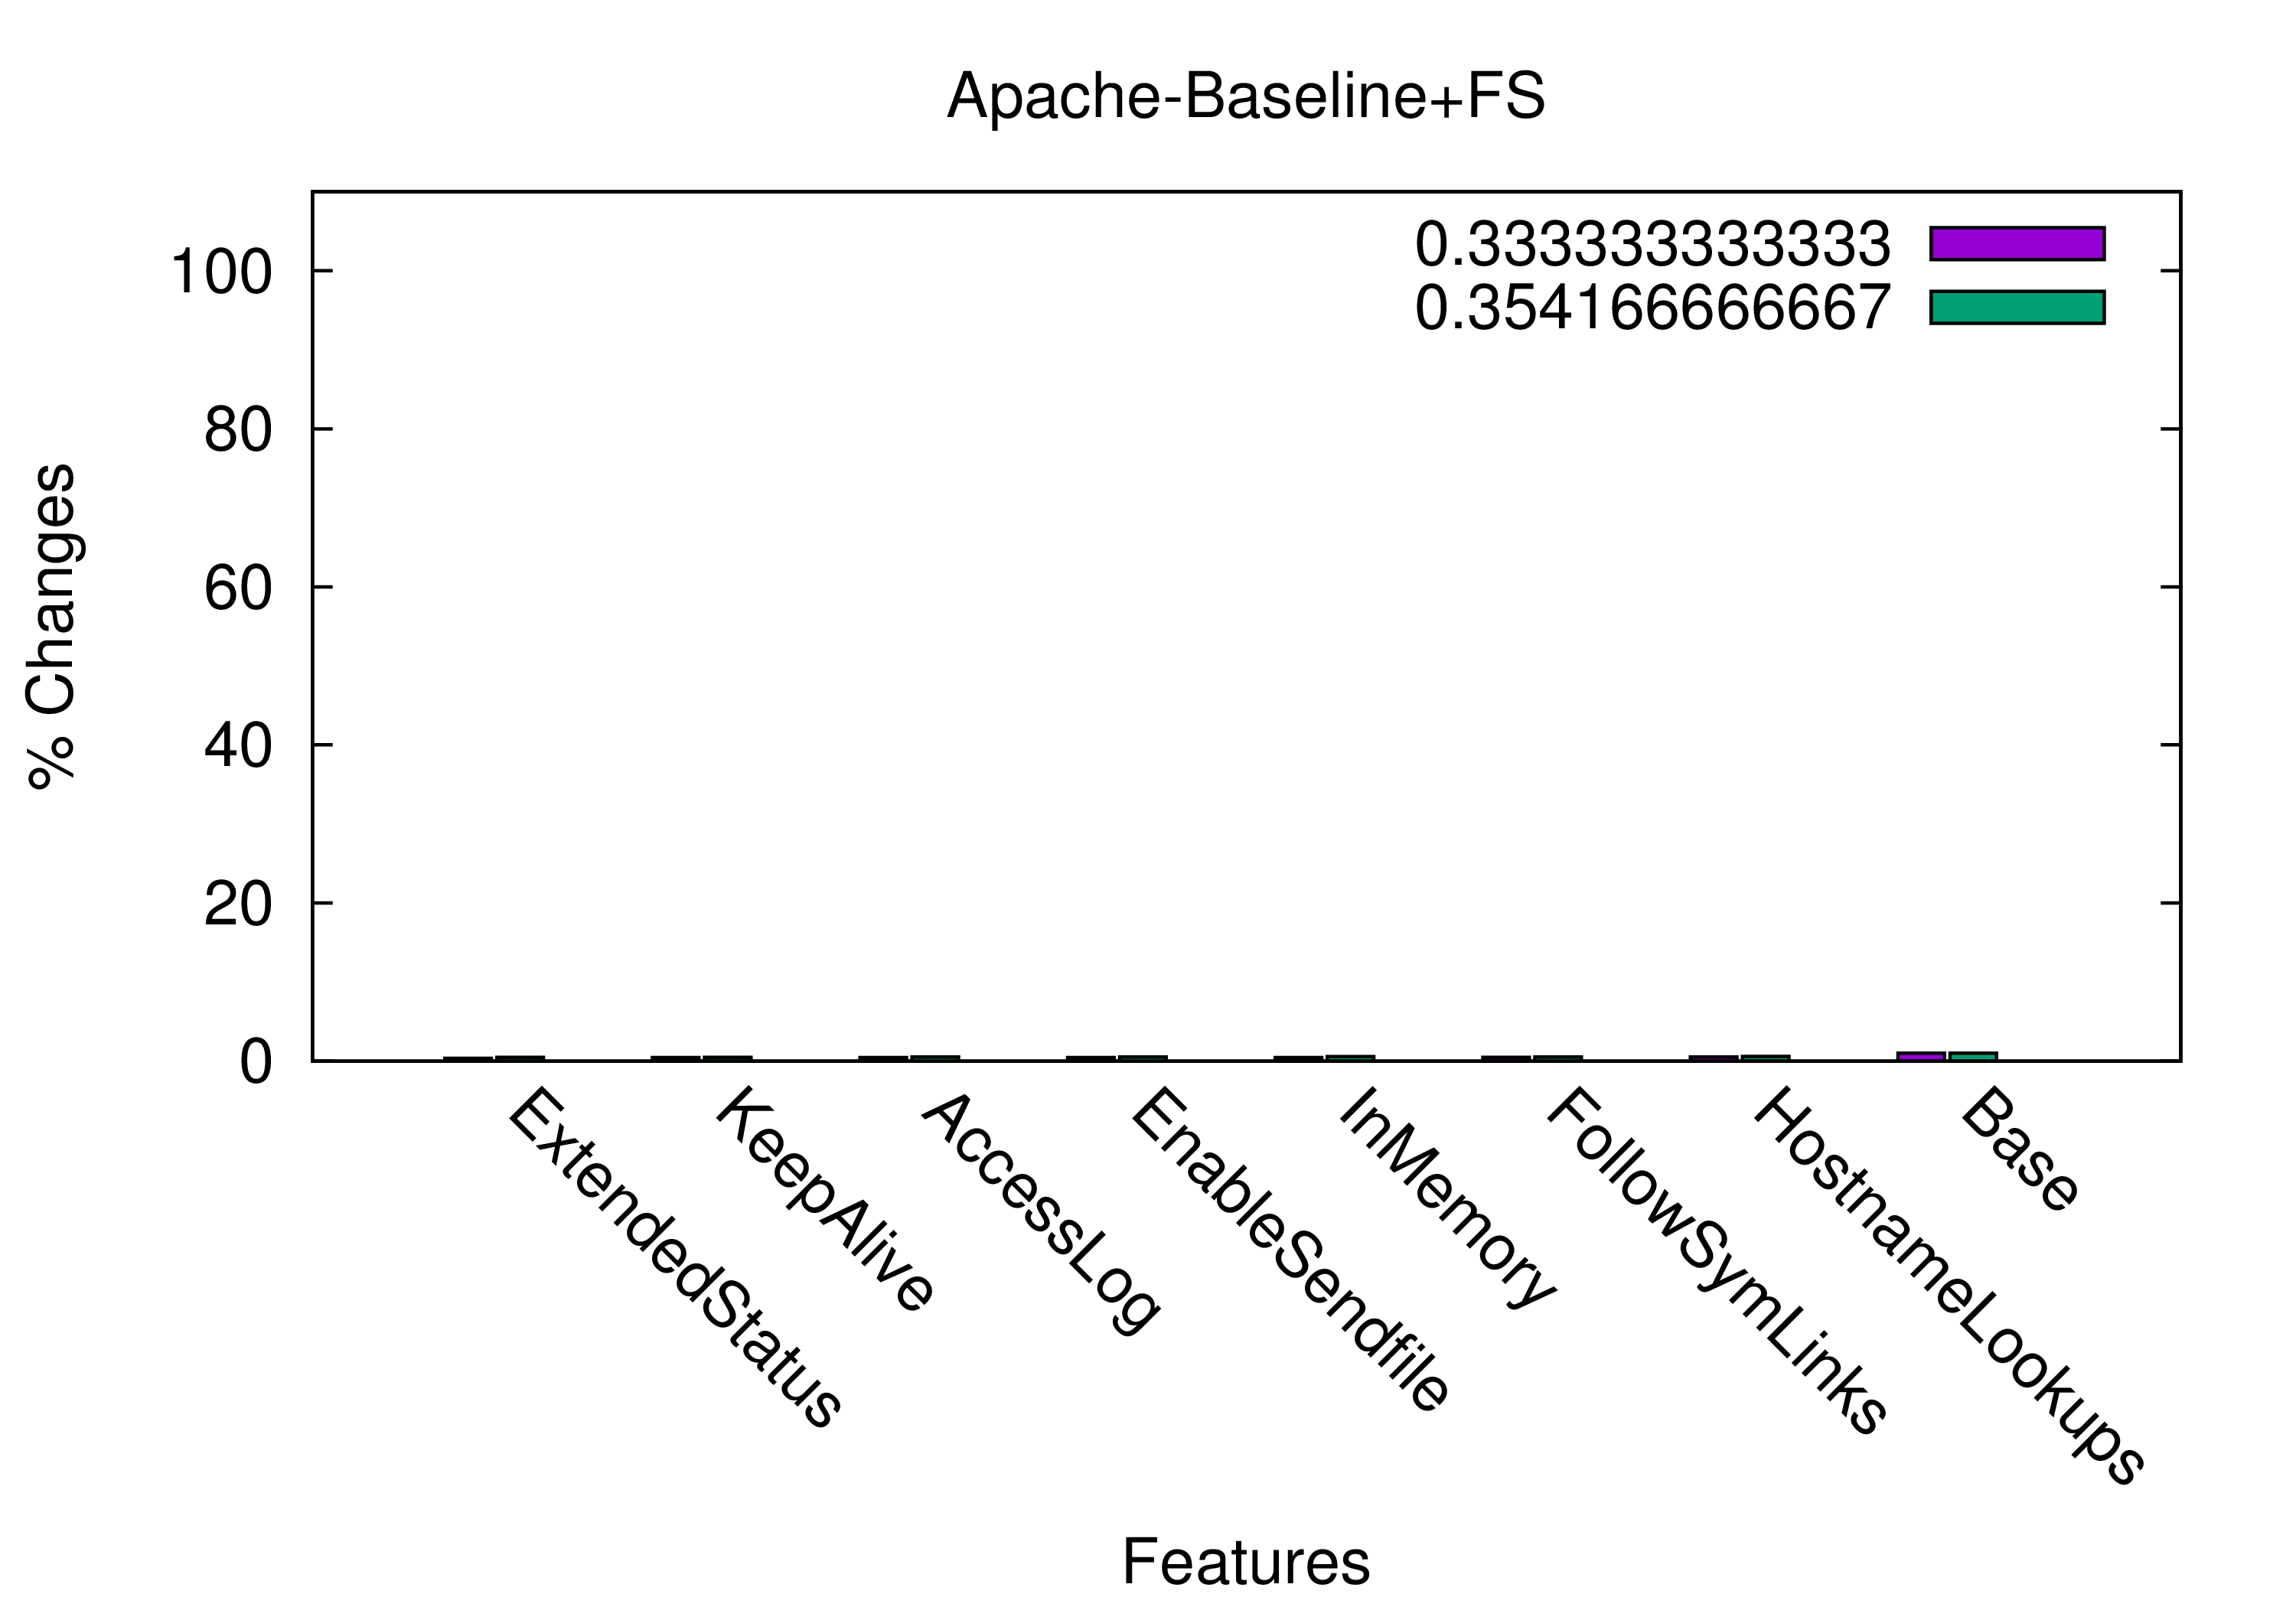 Apache-Baseline+FS
0.333333333333
0.354166666667
100
80
60
40
20
0
% Changes
ExtendedStatus
KeepAlive
AccessLog
EnableSendfile
InMemory
FollowSymLinks
HostnameLookups
Base
Features